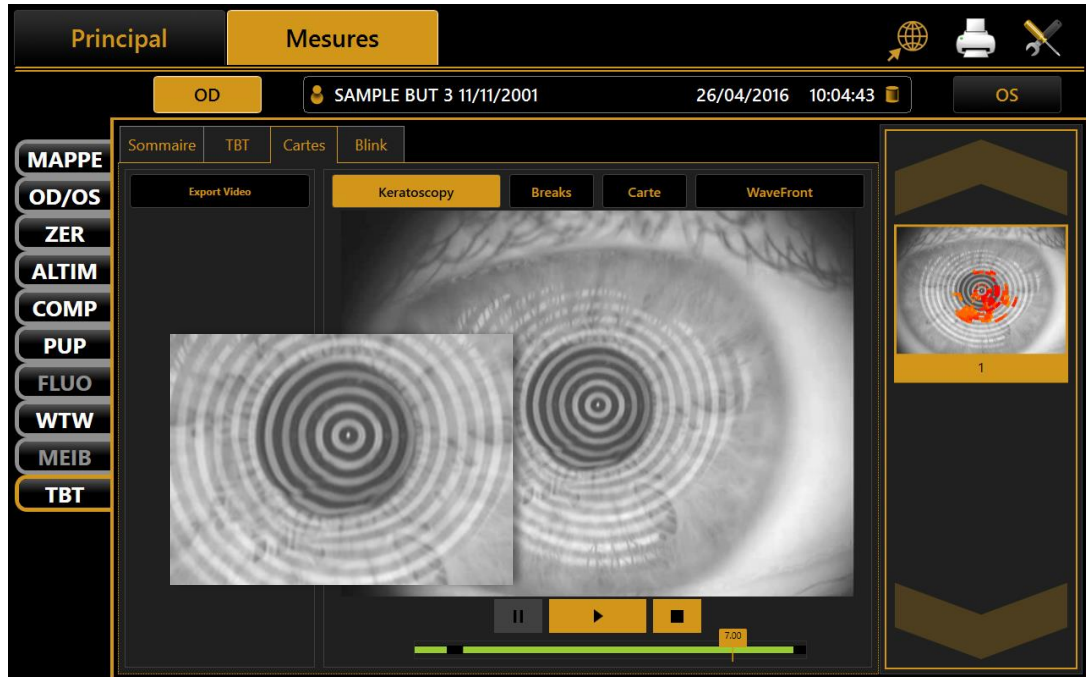 Principal
Mesures
OD
SAMPLE BUT 3 11/11/2001
26/04/2016 10:04:43
OS
MAPPE
OD/OS
ZER
ALTIM
COMP
PUP
FLUO
WTW
MEIB
TBT
Sommaire
TBT
Cartes
Blink
Export Video
Keratoscopy
Breaks
Carte
WaveFront
7.00
1